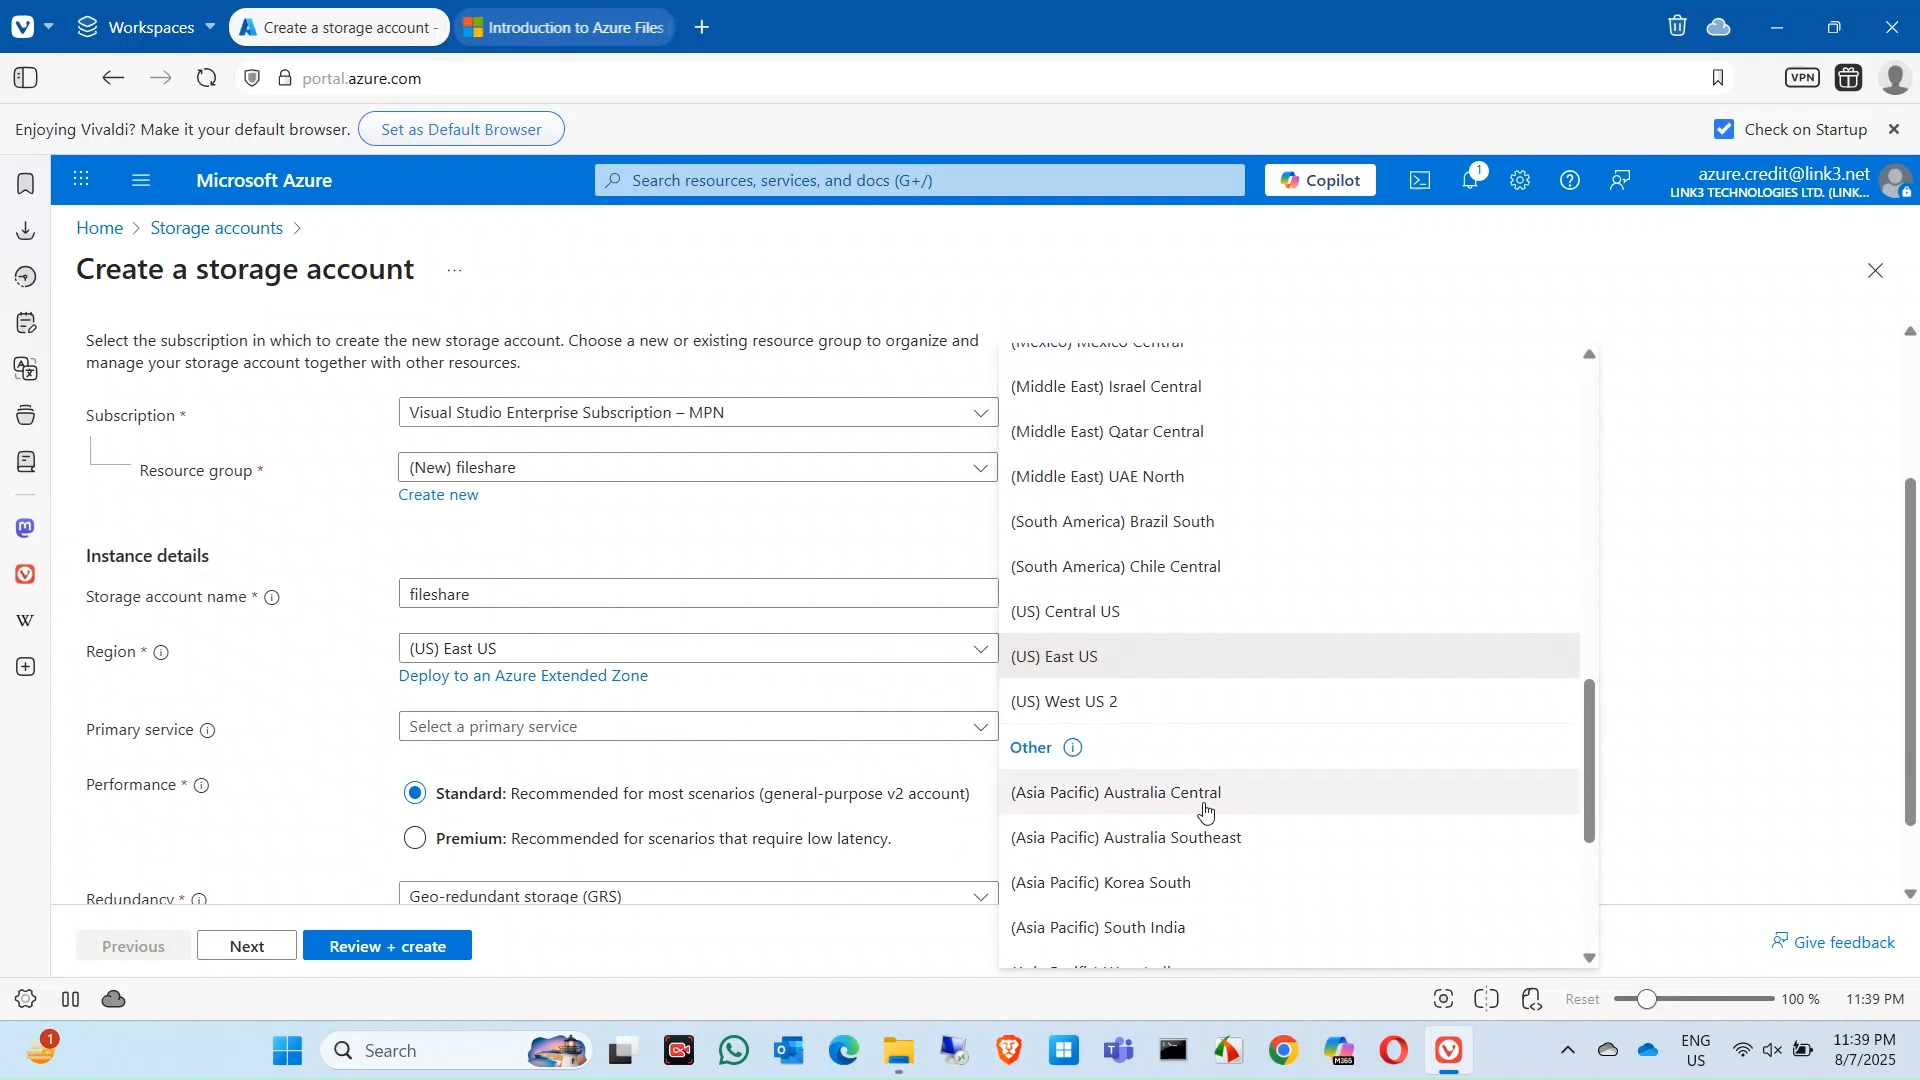 Workspaces
Create a storage account -
Introduction to Azure Files
portal.azure.com
VPN
Enjoying Vivaldi? Make it your default browser.
Set as Default Browser
Check on Startup
Microsoft Azure
Search resources, services, and docs (G+/)
Copilot
1
azure.credit@link3.net
LINK3 TECHNOLOGIES LTD. (LINK...
Home > Storage accounts >
Create a storage account ...
Select the subscription in which to create the new storage account. Choose a new or existing resource group to organize and
manage your storage account together with other resources.
Subscription *
Visual Studio Enterprise Subscription – MPN
Resource group *
(New) fileshare
Create new
Instance details
Storage account name *
fileshare
Region *
(US) East US
Deploy to an Azure Extended Zone
Primary service
Select a primary service
Performance *
Standard: Recommended for most scenarios (general-purpose v2 account)
Premium: Recommended for scenarios that require low latency.
Redundancy *
Geo-redundant storage (GRS)
(Mexico) Mexico Central
(Middle East) Israel Central
(Middle East) Qatar Central
(Middle East) UAE North
(South America) Brazil South
(South America) Chile Central
(US) Central US
(US) East US
(US) West US 2
Other
(Asia Pacific) Australia Central
(Asia Pacific) Australia Southeast
(Asia Pacific) Korea South
(Asia Pacific) South India
Previous
Next
Review + create
Give feedback
Reset
100 %
11:39 PM
1
Search
M365
ENG
US
11:39 PM
8/7/2025